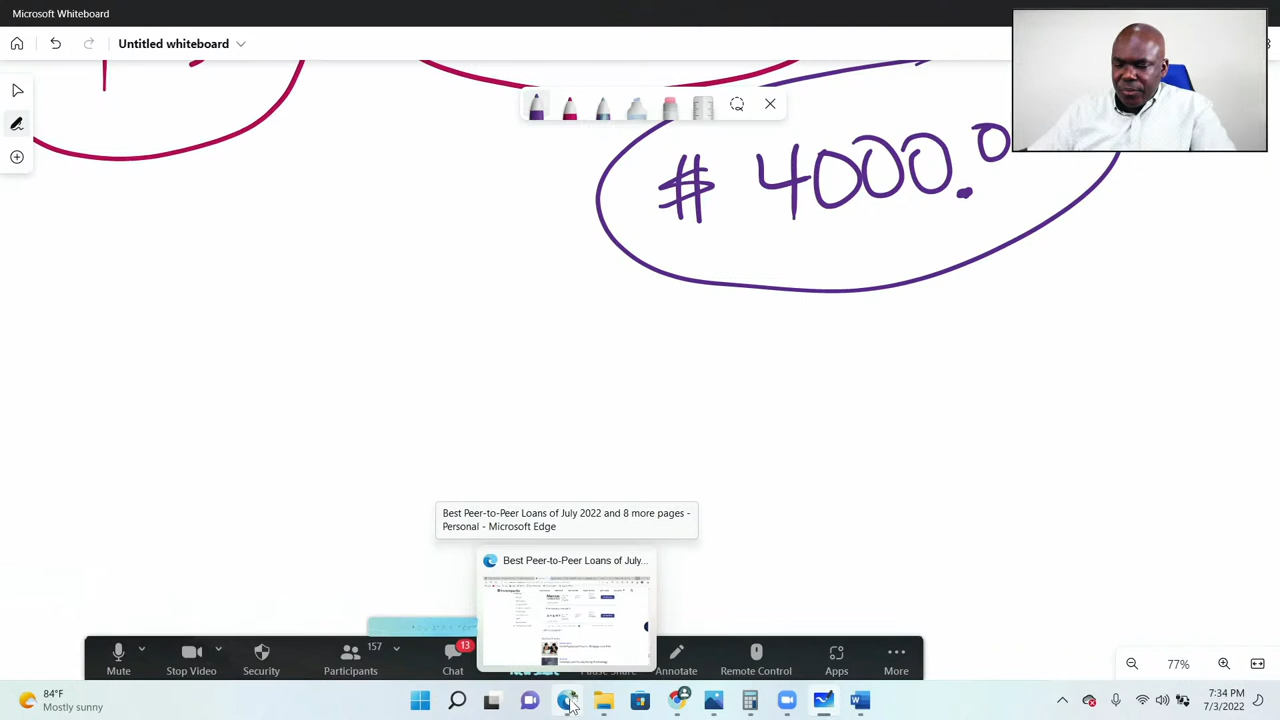 Microsoft Whiteboard
Untitled whiteboard
# 4000.0
Best Peer-to-Peer Loans of July 2022 and 8 more pages -
Personal - Microsoft Edge
Best Peer-to-Peer Loans of July...
157
13
Mute
Stop Video
Security
Participants
Chat
Pause Share
Annotate
Remote Control
Apps
More
77%
84°F
Mostly sunny
7:34 PM
7/3/2022